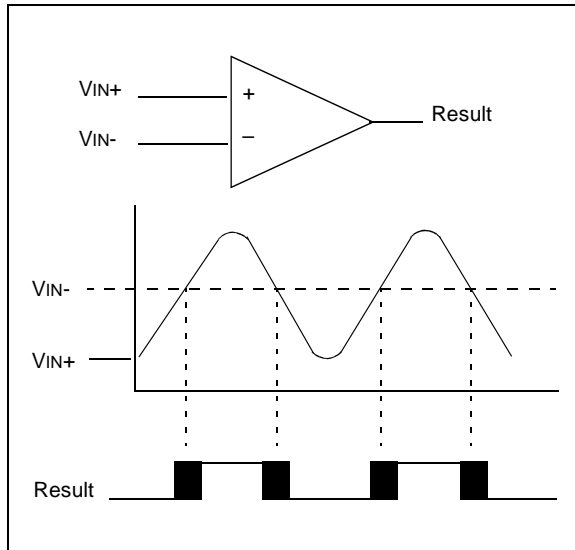 VIN+
+
Result
VIN-
–
VIN-
VIN+
Result